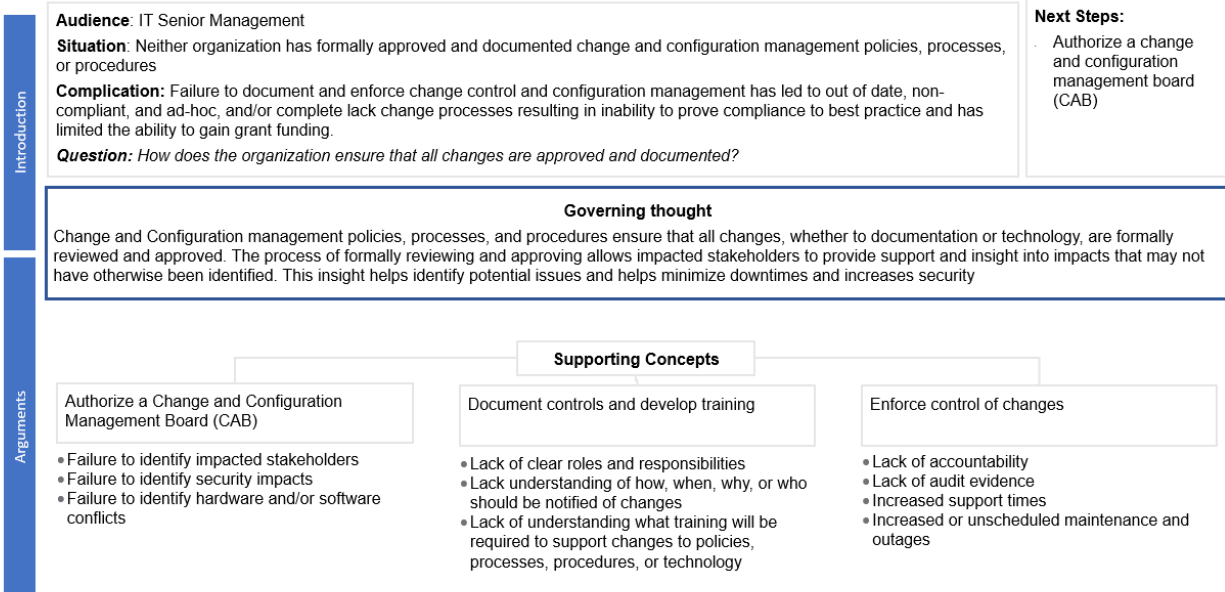 Introduction
Audience: IT Senior Management
Situation: Neither organization has formally approved and documented change and configuration management policies, processes,
or procedures
Complication: Failure to document and enforce change control and configuration management has led to out of date, non-
compliant, and ad-hoc, and/or complete lack change processes resulting in inability to prove compliance to best practice and has
limited the ability to gain grant funding.
Question: How does the organization ensure that all changes are approved and documented?
Next Steps:
Authorize a change
and configuration
management board
(CAB)
Governing thought
Change and Configuration management policies, processes, and procedures ensure that all changes, whether to documentation or technology, are formally
reviewed and approved. The process of formally reviewing and approving allows impacted stakeholders to provide support and insight into impacts that may not
have otherwise been identified. This insight helps identify potential issues and helps minimize downtimes and increases security
Arguments
Supporting Concepts
Authorize a Change and Configuration
Management Board (CAB)
• Failure to identify impacted stakeholders
• Failure to identify security impacts
• Failure to identify hardware and/or software
conflicts
Document controls and develop training
• Lack of clear roles and responsibilities
• Lack understanding of how, when, why, or who
should be notified of changes
• Lack of understanding what training will be
required to support changes to policies,
processes, procedures, or technology
Enforce control of changes
• Lack of accountability
• Lack of audit evidence
• Increased support times
• Increased or unscheduled maintenance and
outages